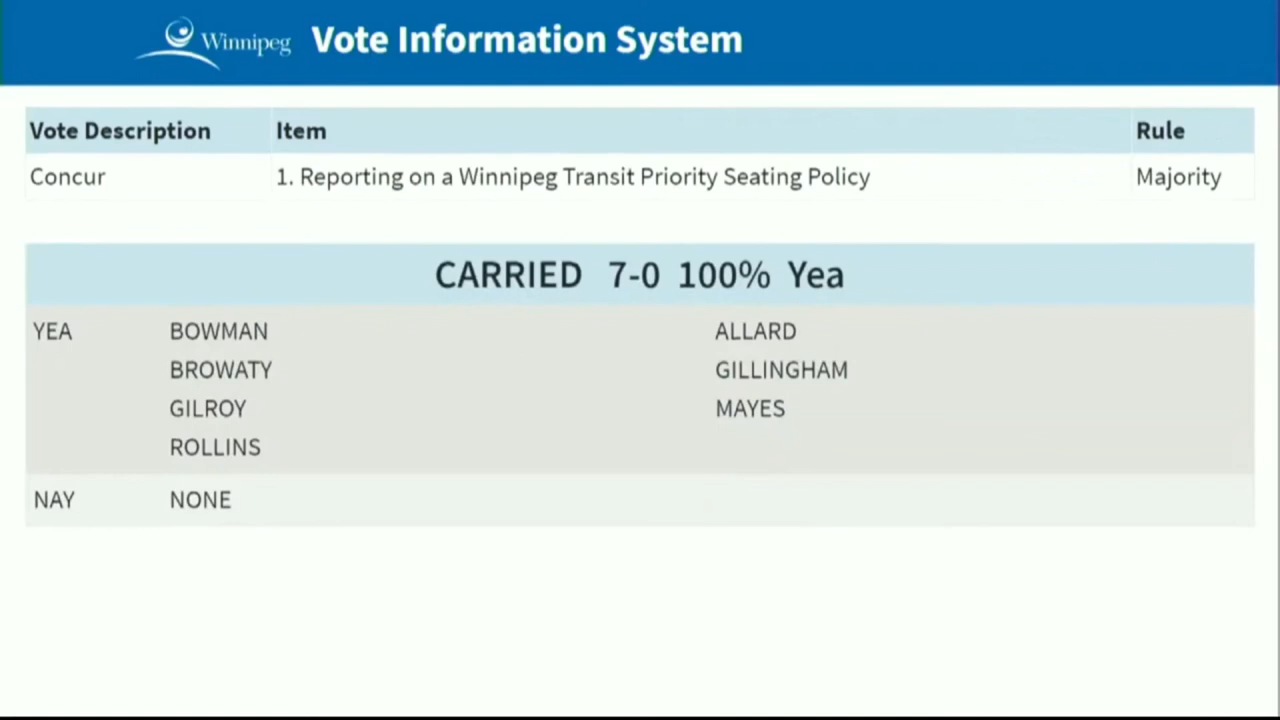 Winnipeg Vote Information System
Vote Description Item Rule
Concur 1. Reporting on a Winnipeg Transit Priority Seating Policy Majority
CARRIED 7-0 100% Yea
YEA BOWMAN ALLARD
BROWATY GILLINGHAM
GILROY MAYES
ROLLINS
NAY NONE